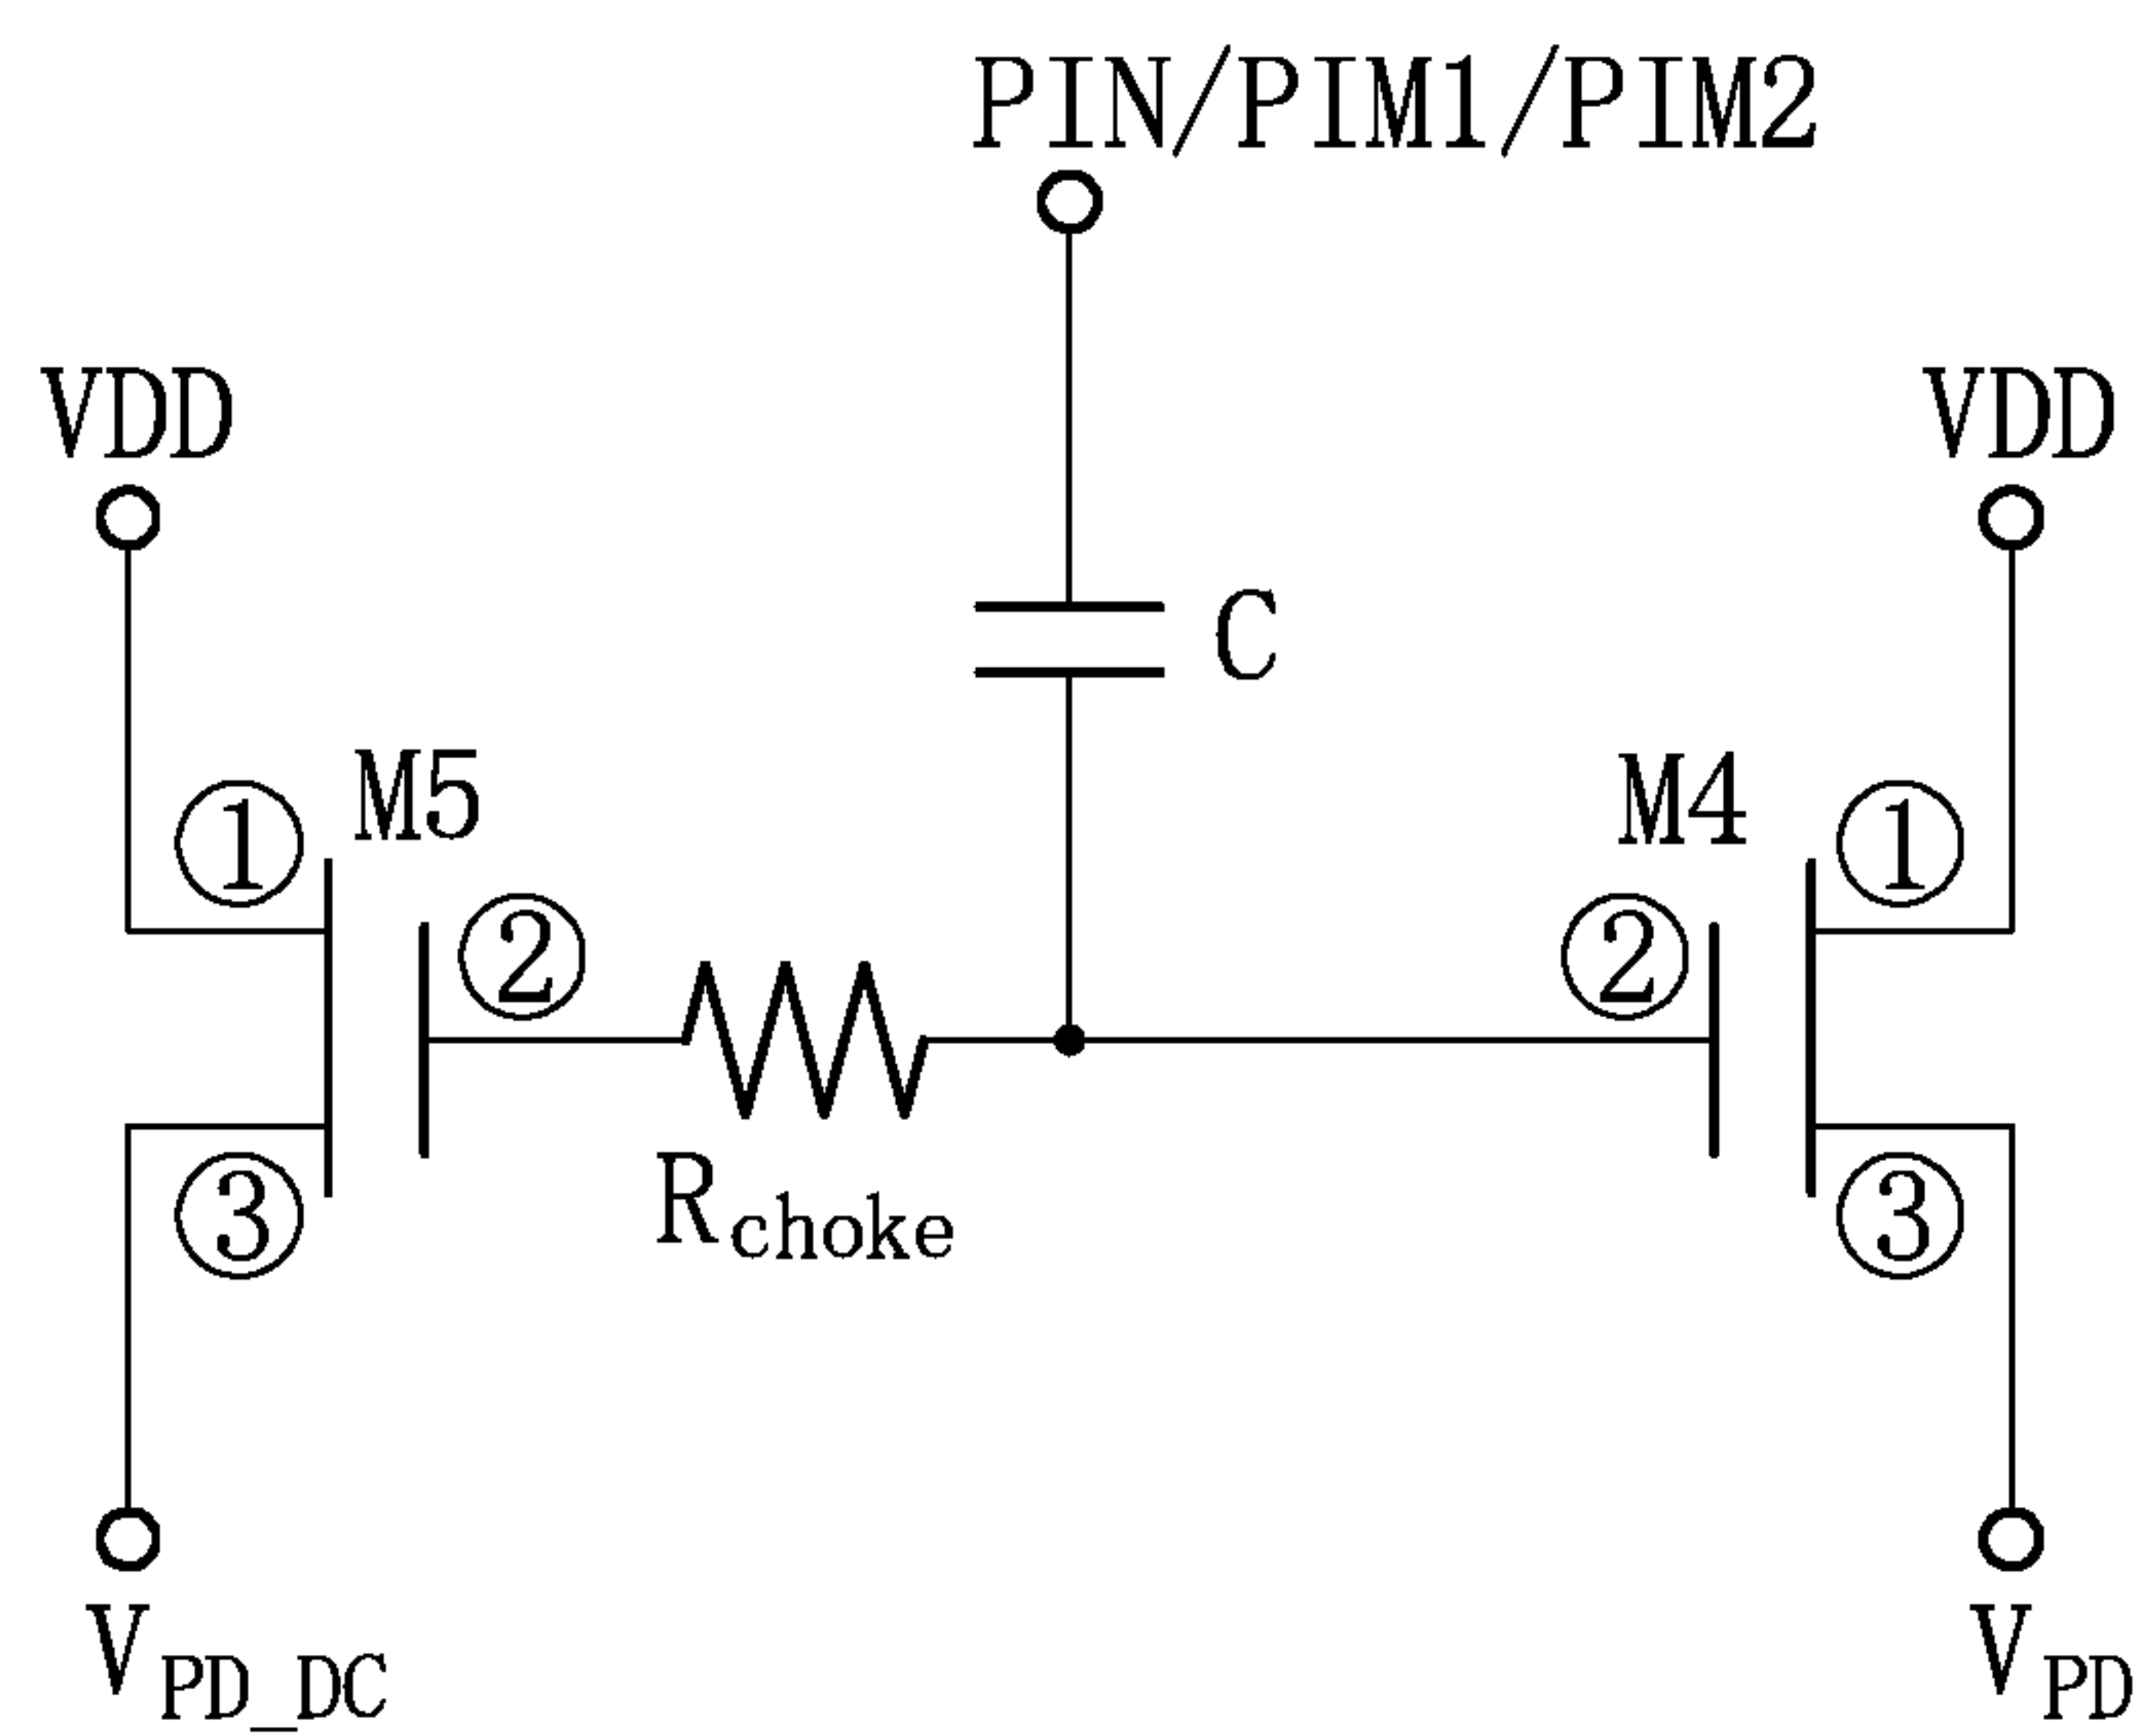 PIN/PIM1/PIM2
VDD VDD
C
M5 M4
① ①
② ②
R_choke
③ ③
V_PD_DC V_PD